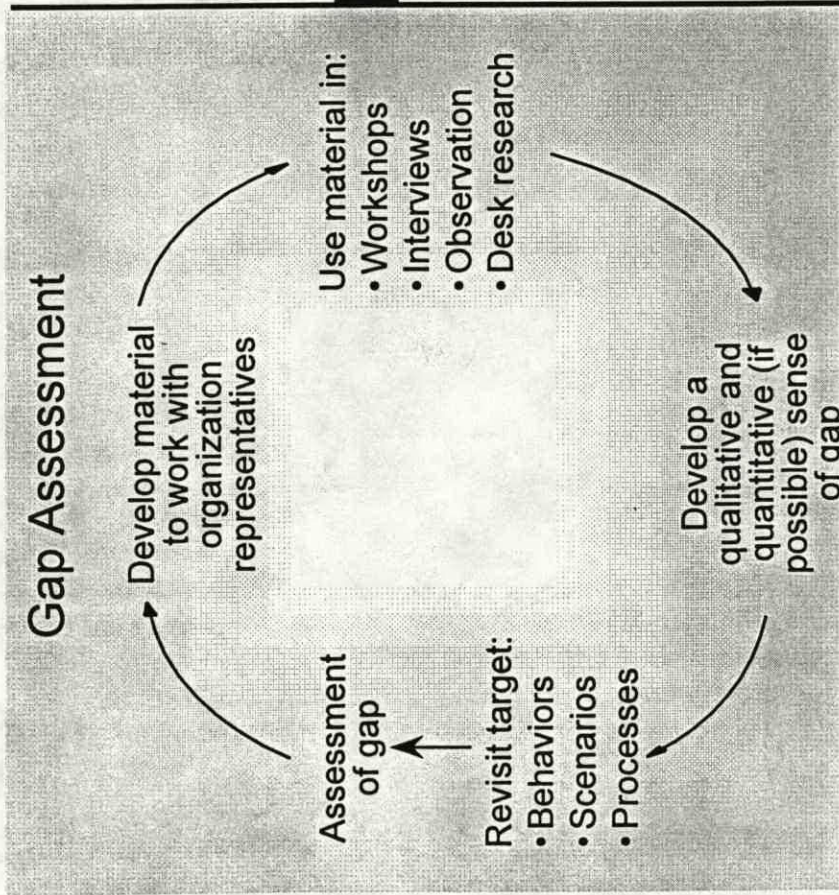 Gap Assessment
Develop material
to work with
organization
representatives
Use material in:
• Workshops
• Interviews
• Observation
• Desk research
Develop a
qualitative and
quantitative (if
possible) sense
of gap
Revisit target:
• Behaviors
• Scenarios
• Processes
Assessment
of gap